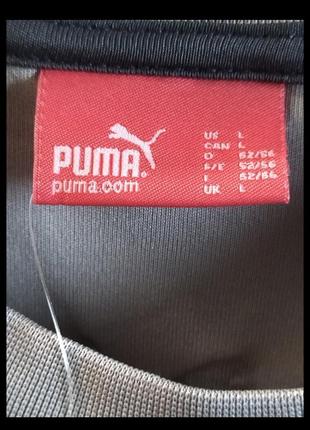 PUMA®
puma.com
US L
CAN L
D 52/56
F/E 52/56
I 52/56
UK L